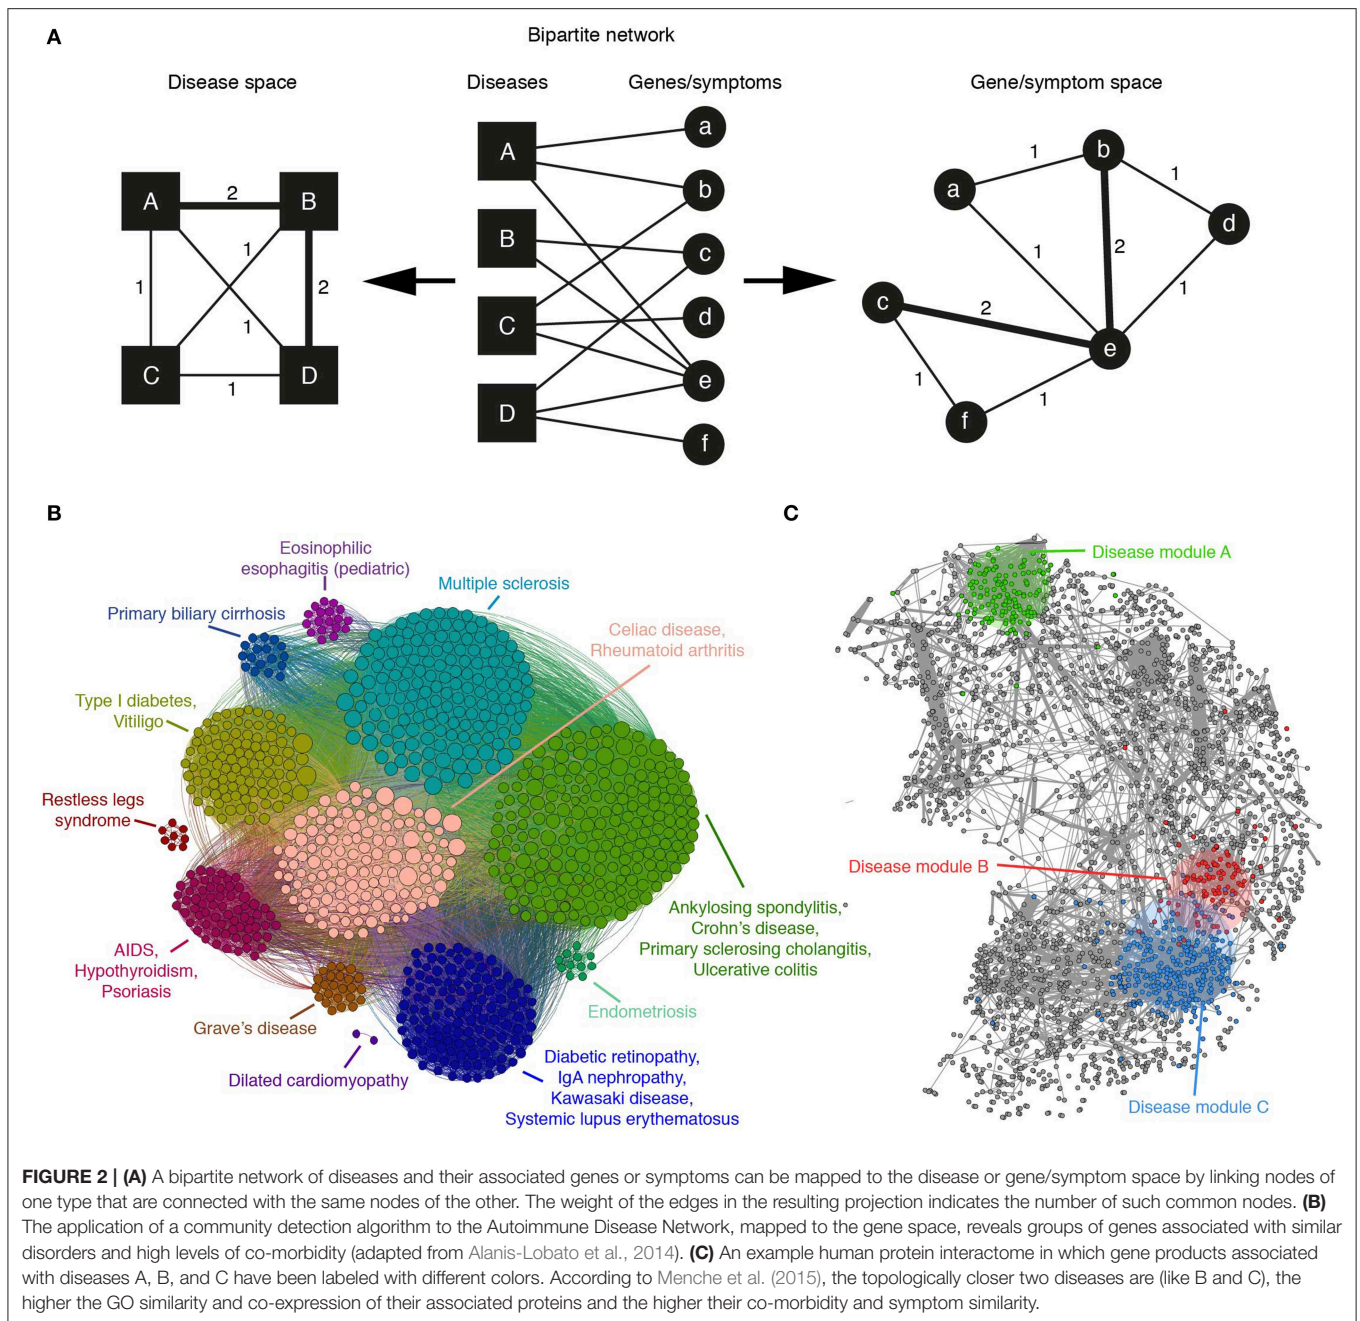 A
Bipartite network
Disease space
Diseases
Genes/symptoms
Gene/symptom space
A
B
C
D
2
1
1
1
2
1
A
B
C
D
a
b
c
d
e
f
a
b
c
d
e
f
1
1
1
2
2
1
1
1
B
Eosinophilic
esophagitis (pediatric)
Multiple sclerosis
Primary biliary cirrhosis
Celiac disease,
Rheumatoid arthritis
Type I diabetes,
Vitiligo
Restless legs
syndrome
AIDS,
Hypothyroidism,
Psoriasis
Grave's disease
Dilated cardiomyopathy
Ankylosing spondylitis,
Crohn's disease,
Primary sclerosing cholangitis,
Ulcerative colitis
Endometriosis
Diabetic retinopathy,
IgA nephropathy,
Kawasaki disease,
Systemic lupus erythematosus
C
Disease module A
Disease module B
Disease module C
FIGURE 2 | (A) A bipartite network of diseases and their associated genes or symptoms can be mapped to the disease or gene/symptom space by linking nodes of
one type that are connected with the same nodes of the other. The weight of the edges in the resulting projection indicates the number of such common nodes. (B)
The application of a community detection algorithm to the Autoimmune Disease Network, mapped to the gene space, reveals groups of genes associated with similar
disorders and high levels of co-morbidity (adapted from Alanis-Lobato et al., 2014). (C) An example human protein interactome in which gene products associated
with diseases A, B, and C have been labeled with different colors. According to Menche et al. (2015), the topologically closer two diseases are (like B and C), the
higher the GO similarity and co-expression of their associated proteins and the higher their co-morbidity and symptom similarity.